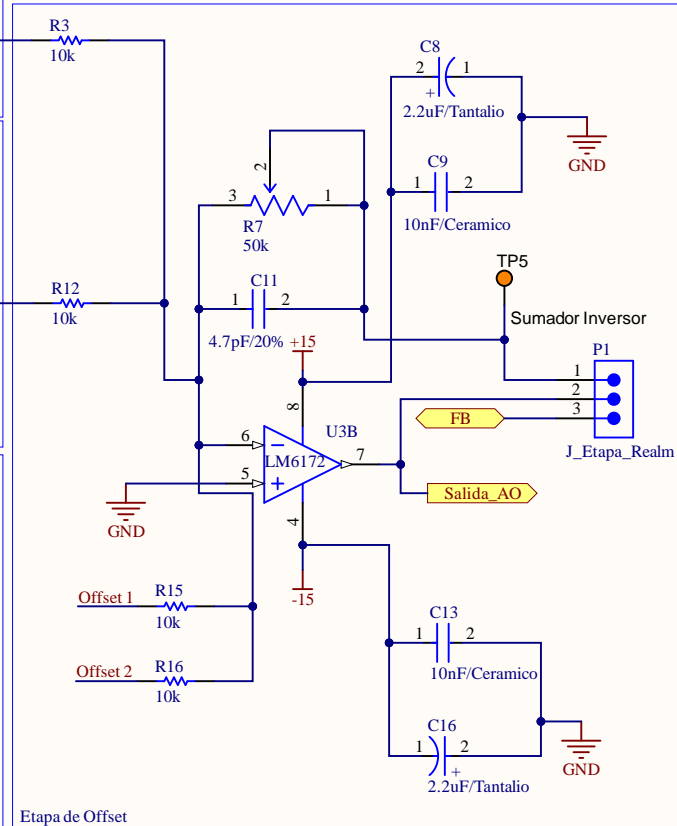 R3
10k
C8
2
1
+
2.2uF/Tantalio
GND
C9
1
2
10nF/Ceramico
2
3
1
R7
50k
TP5
R12
10k
C11
1
2
4.7pF/20%
+15
Sumador Inversor
P1
1
2
3
J_Etapa_Realm
FB
8
U3B
6
LM6172
7
5
Salida_AO
4
GND
-15
Offset 1
R15
10k
Offset 2
R16
10k
C13
1
2
10nF/Ceramico
C16
1
2
+
2.2uF/Tantalio
GND
Etapa de Offset